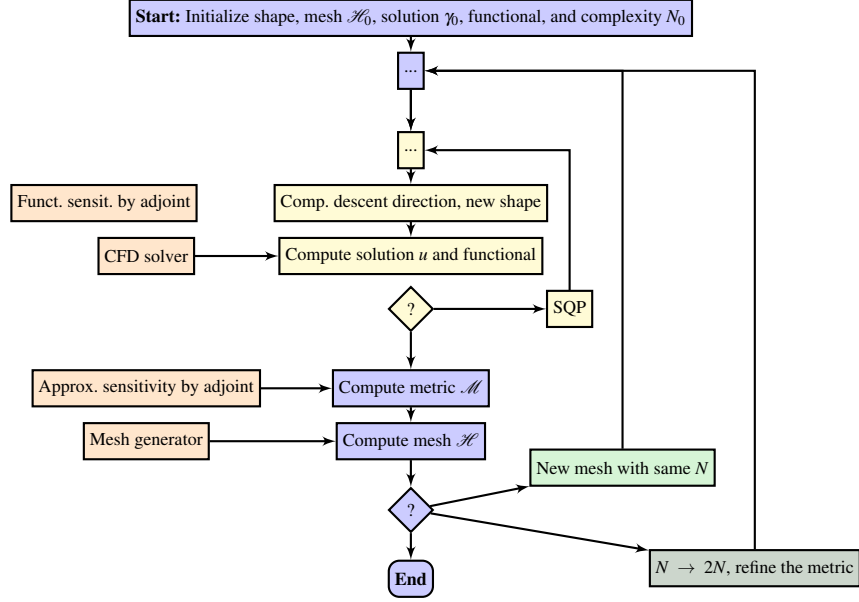 Start: Initialize shape, mesh ℋ₀, solution γ₀, functional, and complexity N₀
...
...
Funct. sensit. by adjoint
Comp. descent direction, new shape
CFD solver
Compute solution u and functional
?
SQP
Approx. sensitivity by adjoint
Compute metric ℳ
Mesh generator
Compute mesh ℋ
New mesh with same N
?
N → 2N, refine the metric
End